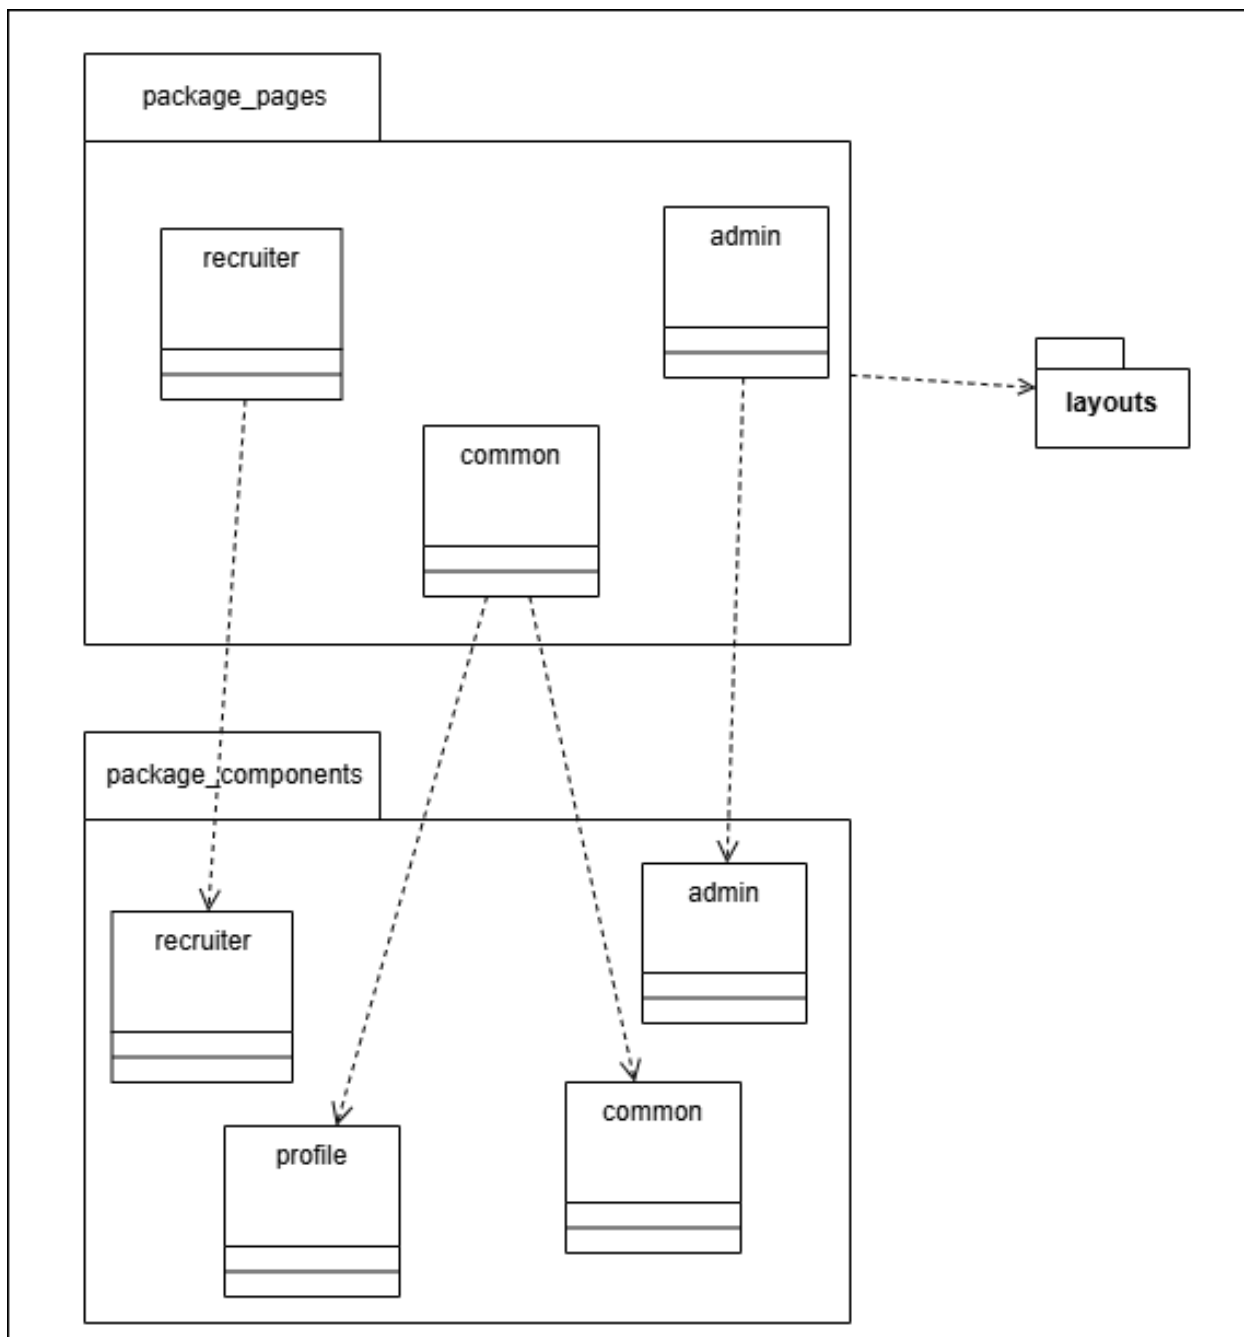 package_pages
recruiter
admin
common
layouts
package_components
recruiter
admin
profile
common